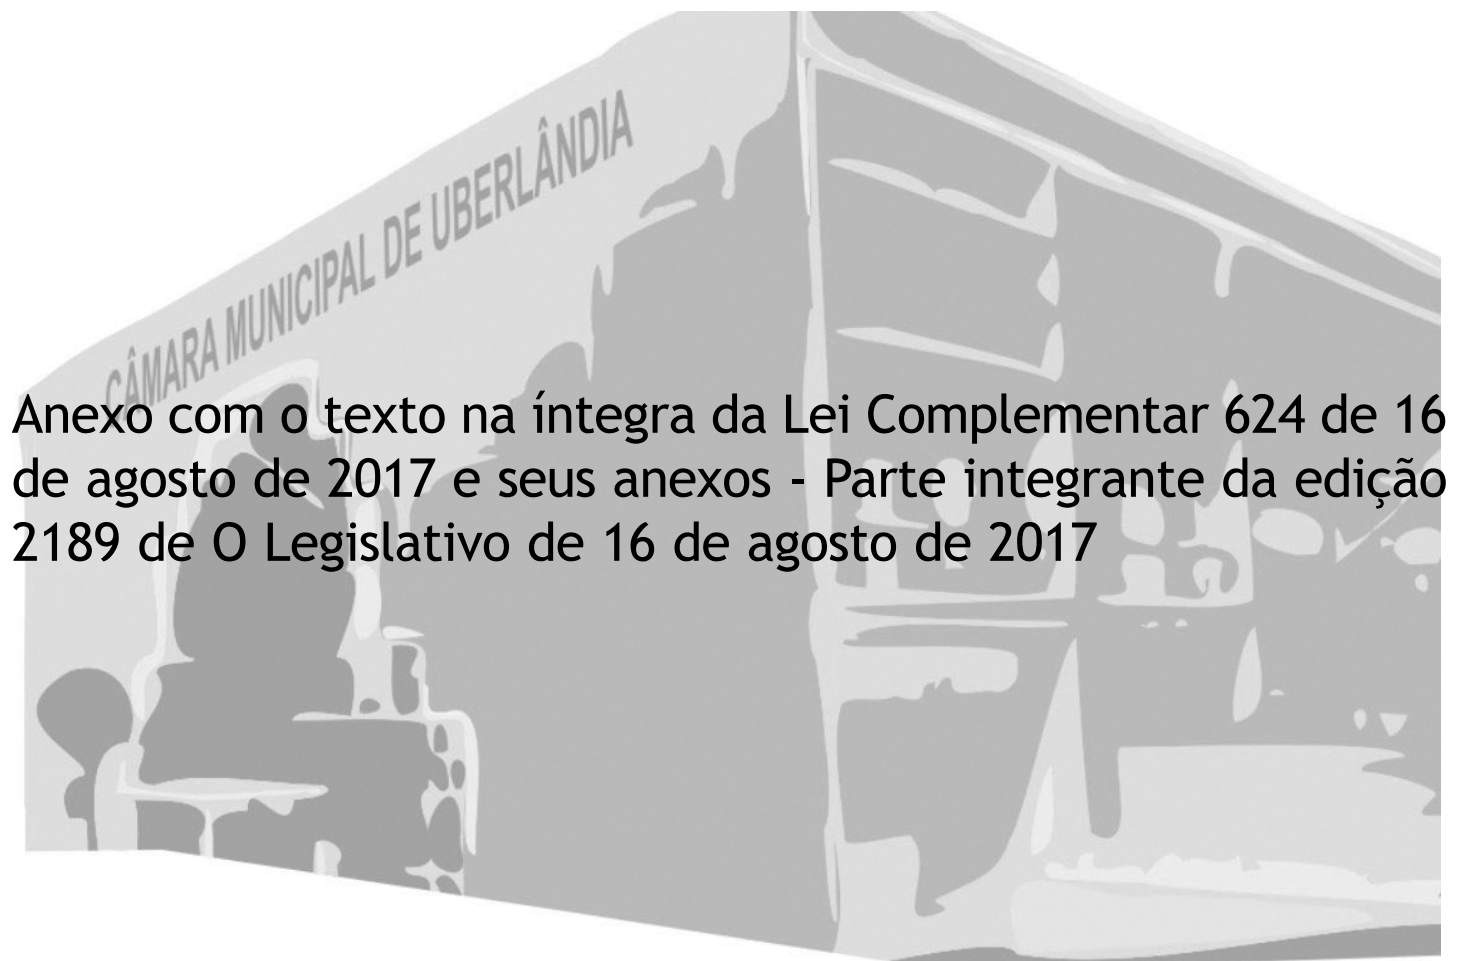 CÂMARA MUNICIPAL DE UBERLÂNDIA
Anexo com o texto na íntegra da Lei Complementar 624 de 16
de agosto de 2017 e seus anexos - Parte integrante da edição
2189 de O Legislativo de 16 de agosto de 2017